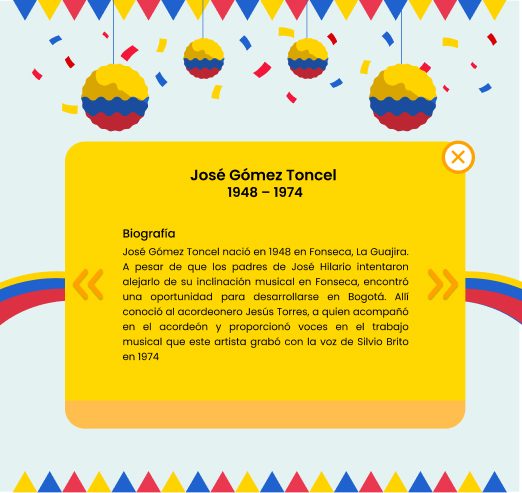 José Gómez Toncel
1948 – 1974
Biografía
José Gómez Toncel nació en 1948 en Fonseca, La Guajira.
A pesar de que los padres de José Hilario intentaron
alejarlo de su inclinación musical en Fonseca, encontró
una oportunidad para desarrollarse en Bogotá. Allí
conoció al acordeonero Jesús Torres, a quien acompañó
en el acordeón y proporcionó voces en el trabajo
musical que este artista grabó con la voz de Silvio Brito
en 1974